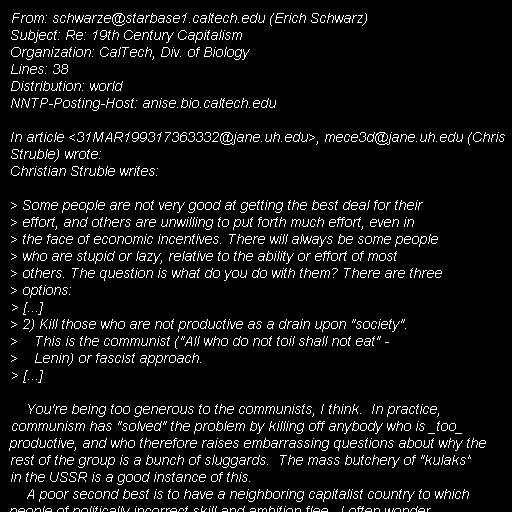 From: schwarze@starbase1.caltech.edu (Erich Schwarz)
Subject: Re: 19th Century Capitalism
Organization: CalTech, Div. of Biology
Lines: 38
Distribution: world
NNTP-Posting-Host: anise.bio.caltech.edu

In article <31MAR199317363332@jane.uh.edu>, mece3d@jane.uh.edu (Chris
Struble) wrote:
Christian Struble writes:

> Some people are not very good at getting the best deal for their
> effort, and others are unwilling to put forth much effort, even in
> the face of economic incentives. There will always be some people
> who are stupid or lazy, relative to the ability or effort of most
> others. The question is what do you do with them? There are three
> options:
> [...]
> 2) Kill those who are not productive as a drain upon "society".
>    This is the communist ("All who do not toil shall not eat" -
>    Lenin) or fascist approach.
> [...]

    You're being too generous to the communists, I think.  In practice,
communism has "solved" the problem by killing off anybody who is _too_
productive, and who therefore raises embarrassing questions about why the
rest of the group is a bunch of sluggards.  The mass butchery of "kulaks"
in the USSR is a good instance of this.
    A poor second best is to have a neighboring capitalist country to which
people of politically incorrect skill and ambition flee.  I often wonder